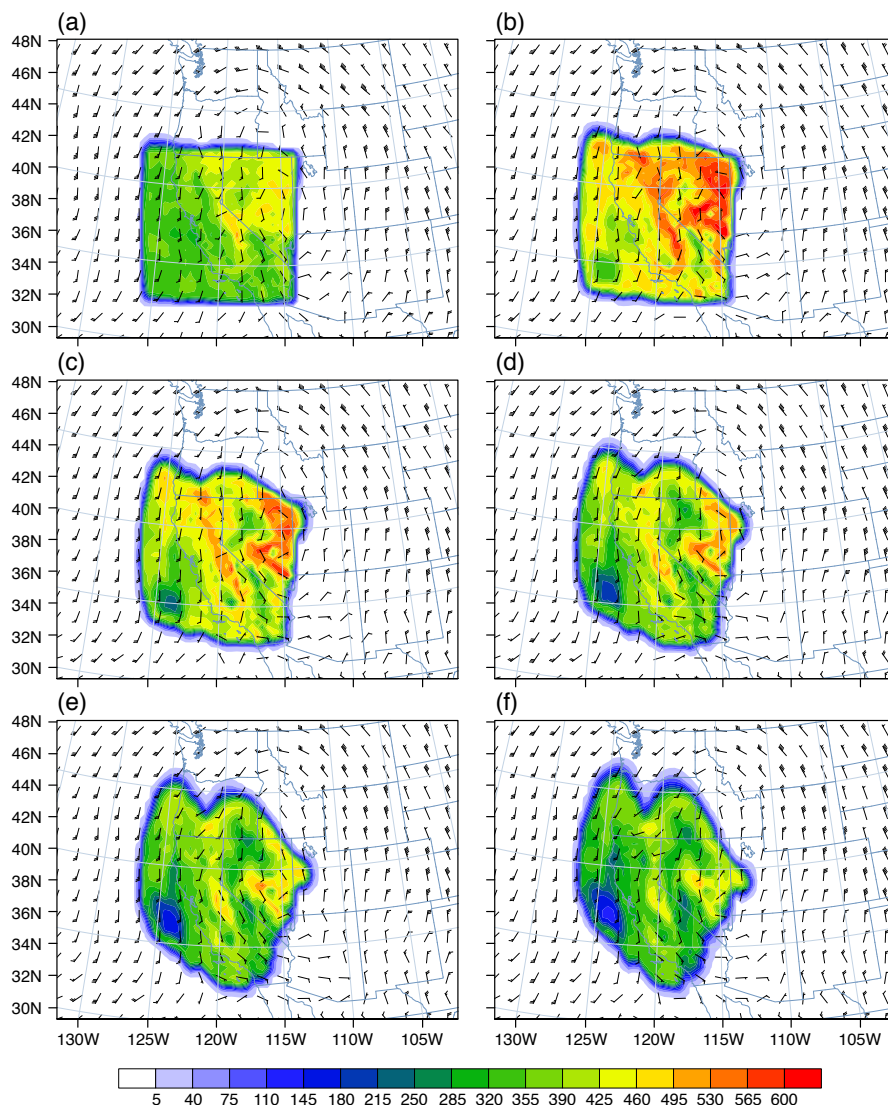 (a) (b)
48N 46N 44N 42N 40N 38N 36N 34N 32N 30N
(c) (d)
48N 46N 44N 42N 40N 38N 36N 34N 32N 30N
(e) (f)
48N 46N 44N 42N 40N 38N 36N 34N 32N 30N
130W 125W 120W 115W 110W 105W 130W 125W 120W 115W 110W 105W
5 40 75 110 145 180 215 250 285 320 355 390 425 460 495 530 565 600